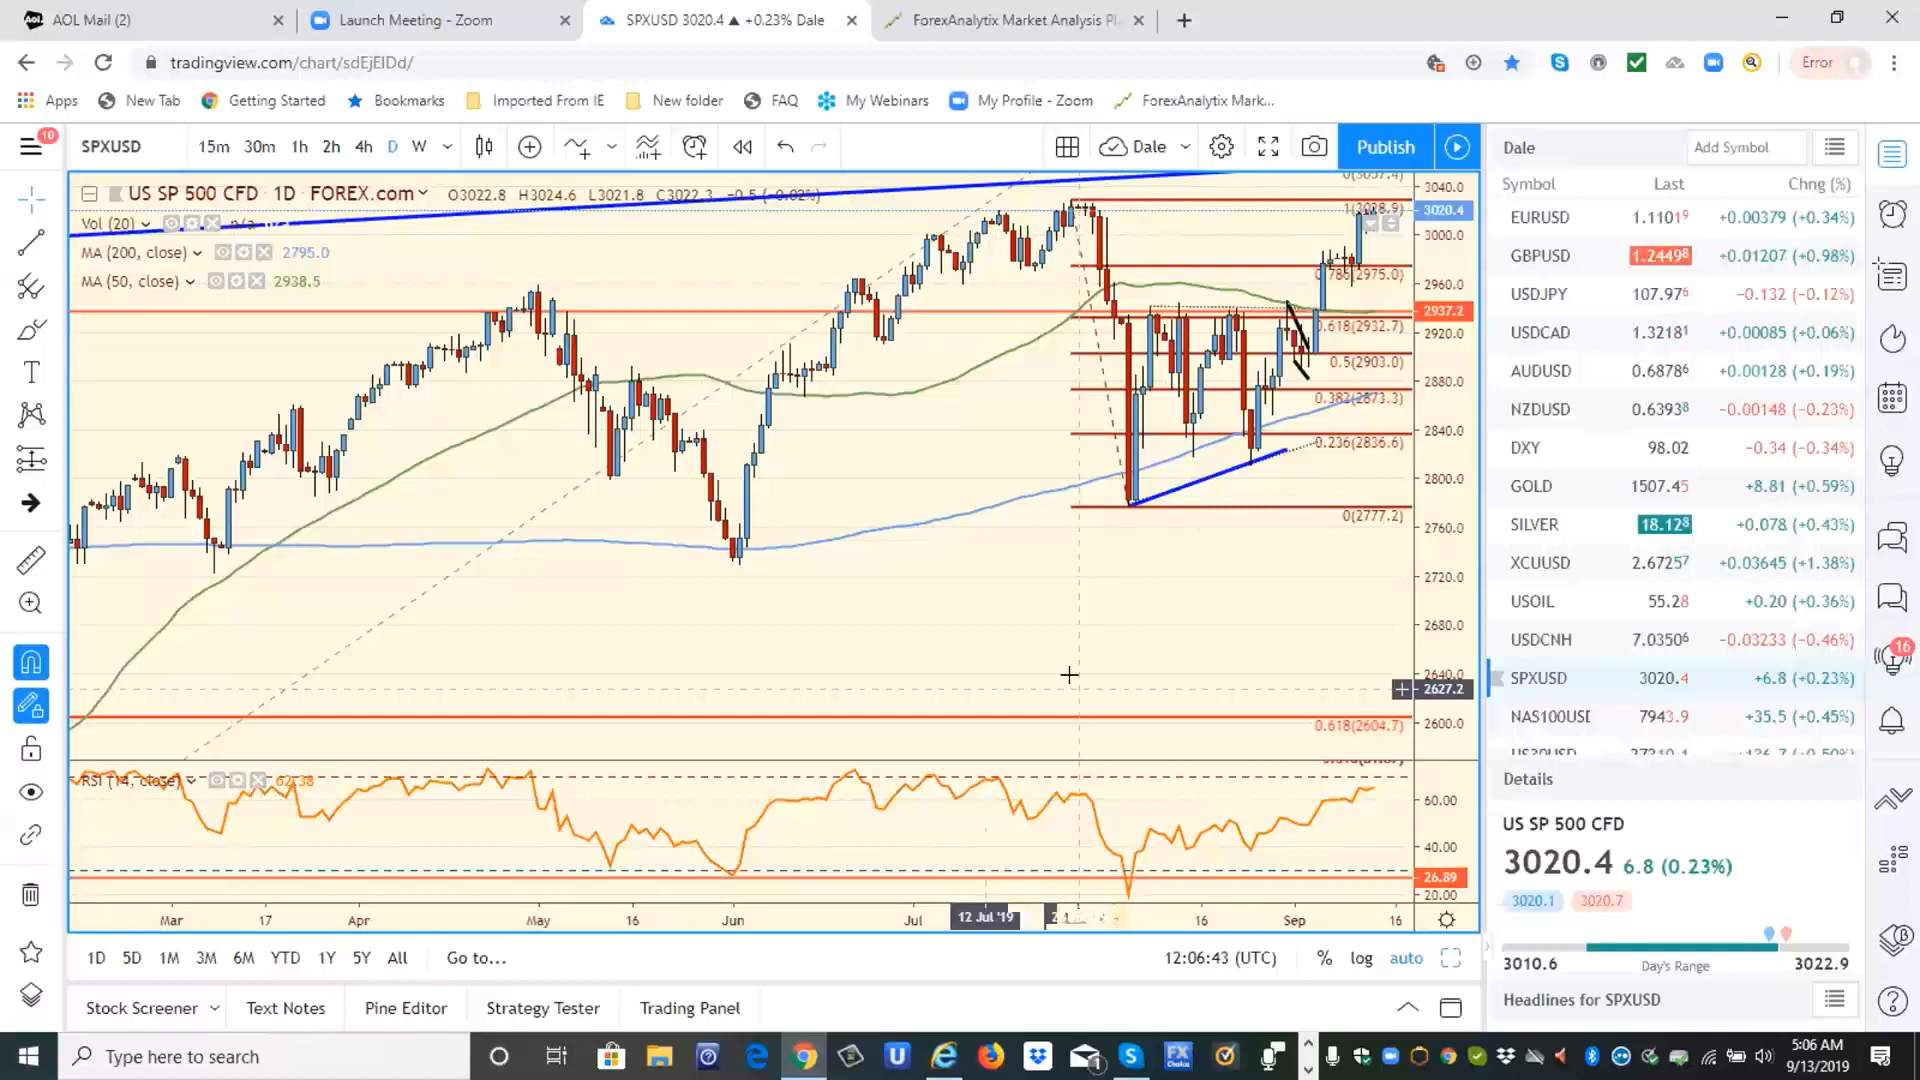 AOL Mail (2)
Launch Meeting - Zoom
SPXUSD 3020.4 ▲ +0.23% Dale
ForexAnalytix Market Analysis Pl
tradingview.com/chart/sdEjEIDd/
Error
Apps
New Tab
Getting Started
Bookmarks
Imported From IE
New folder
FAQ
My Webinars
My Profile - Zoom
ForexAnalytix Mark...
10
SPXUSD
15m 30m 1h 2h 4h D W
Dale
Publish
US SP 500 CFD · 1D · FOREX.com
O3022.8 H3024.6 L3021.8 C3022.3 −0.5 (−0.02%)
Vol (20) n/a n/a
MA (200, close) 2795.0
MA (50, close) 2938.5
0(3057.4)
1(3028.9)
0.786(2975.0)
0.618(2932.7)
0.5(2903.0)
0.382(2873.3)
0.236(2836.6)
0(2777.2)
0.618(2604.7)
3040.0
3020.4
3000.0
2960.0
2937.2
2920.0
2880.0
2840.0
2800.0
2760.0
2720.0
2680.0
2640.0
2627.2
2600.0
RSI (14, close) 62.38
60.00
40.00
26.89
20.00
Mar 17 Apr May 16 Jun Jul 12 Jul '19 16 Sep 16
1D 5D 1M 3M 6M YTD 1Y 5Y All Go to...
12:06:43 (UTC) % log auto
Stock Screener Text Notes Pine Editor Strategy Tester Trading Panel
Dale Add Symbol
Symbol Last Chng (%)
EURUSD 1.11019 +0.00379 (+0.34%)
GBPUSD 1.24498 +0.01207 (+0.98%)
USDJPY 107.976 −0.132 (−0.12%)
USDCAD 1.32181 +0.00085 (+0.06%)
AUDUSD 0.68786 +0.00128 (+0.19%)
NZDUSD 0.63938 −0.00148 (−0.23%)
DXY 98.02 −0.34 (−0.34%)
GOLD 1507.45 +8.81 (+0.59%)
SILVER 18.128 +0.078 (+0.43%)
XCUUSD 2.67257 +0.03645 (+1.38%)
USOIL 55.28 +0.20 (+0.36%)
USDCNH 7.03506 −0.03233 (−0.46%)
SPXUSD 3020.4 +6.8 (+0.23%)
NAS100USD 7943.9 +35.5 (+0.45%)
16
Details
US SP 500 CFD
3020.4 6.8 (0.23%)
3020.1 3020.7
3010.6 Day's Range 3022.9
Headlines for SPXUSD
Type here to search
FX Choice
1
5:06 AM
9/13/2019